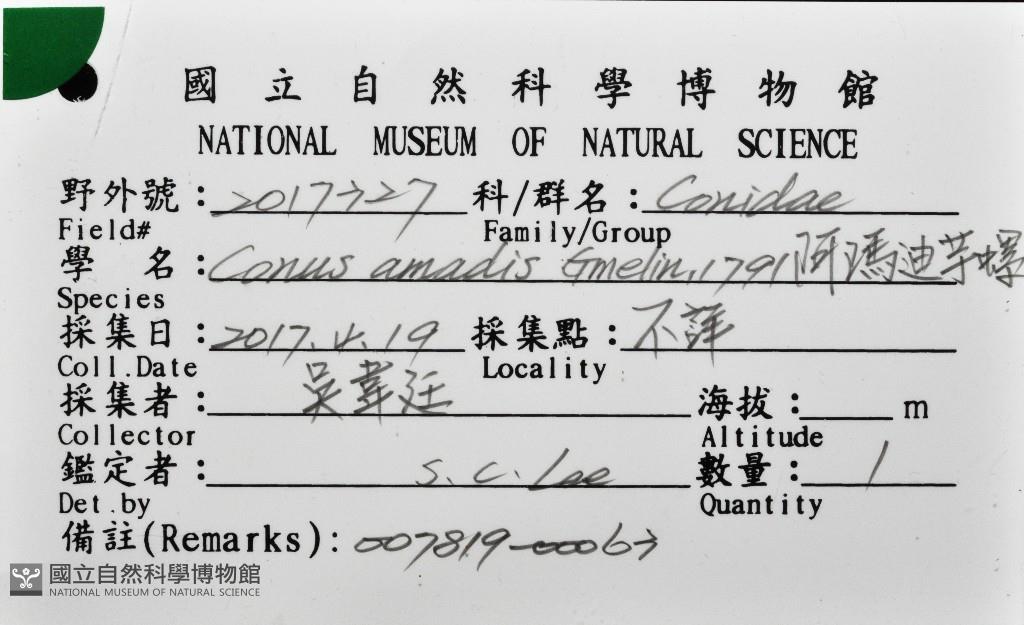 國立自然科學博物館
NATIONAL MUSEUM OF NATURAL SCIENCE
野外號：2017 27 科/群名：Conidae
Field# Family/Group
學 名：Conus amadis Gmelin, 1791 阿瑪迪芋螺
Species
採集日：2017.4.19 採集點：不詳
Coll.Date Locality
採集者：吳韋廷 海拔： m
Collector Altitude
鑑定者：S. C. Lee 數量：1
Det.by Quantity
備註(Remarks): 007819-0006
國立自然科學博物館
NATIONAL MUSEUM OF NATURAL SCIENCE